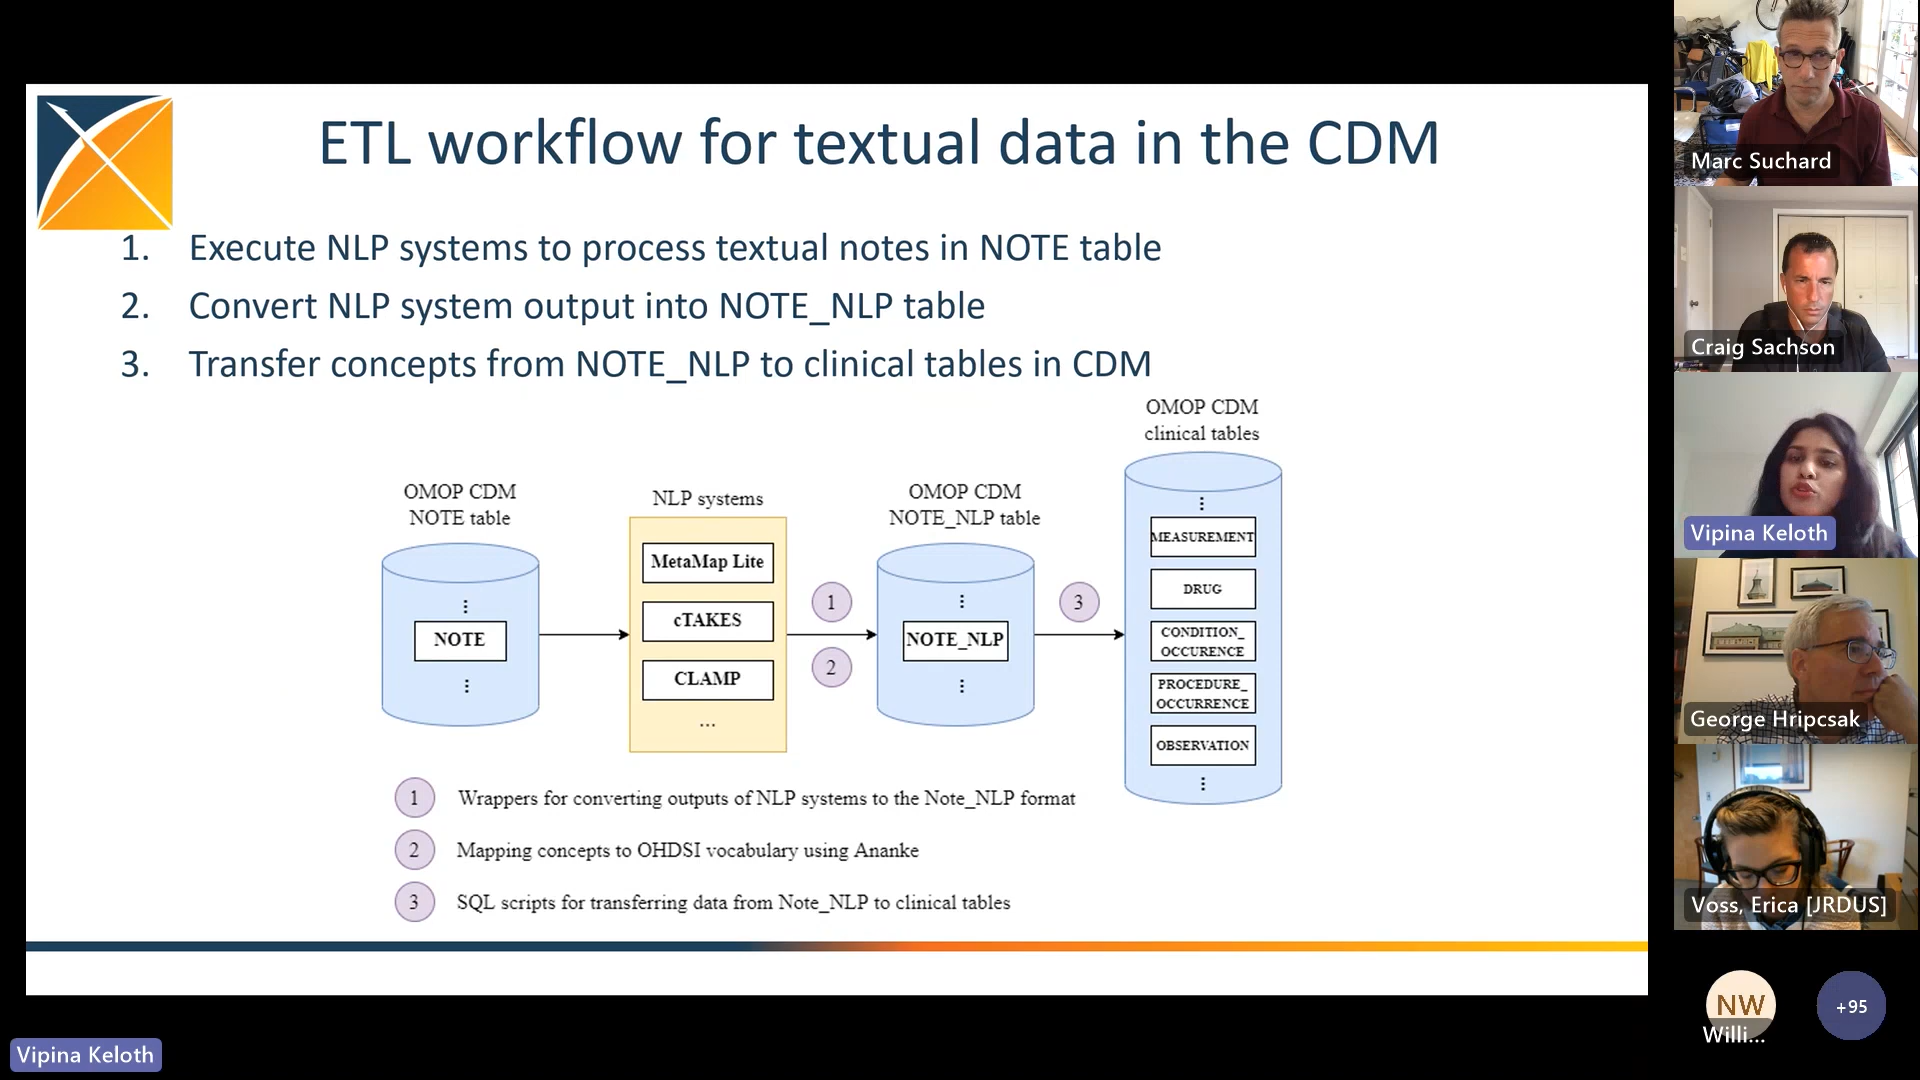 ETL workflow for textual data in the CDM
1. Execute NLP systems to process textual notes in NOTE table
2. Convert NLP system output into NOTE_NLP table
3. Transfer concepts from NOTE_NLP to clinical tables in CDM
OMOP CDM
NOTE table
NOTE
NLP systems
MetaMap Lite
cTAKES
CLAMP
...
1
2
OMOP CDM
NOTE_NLP table
NOTE_NLP
3
OMOP CDM
clinical tables
MEASUREMENT
DRUG
CONDITION_
OCCURENCE
PROCEDURE_
OCCURRENCE
OBSERVATION
1 Wrappers for converting outputs of NLP systems to the Note_NLP format
2 Mapping concepts to OHDSI vocabulary using Ananke
3 SQL scripts for transferring data from Note_NLP to clinical tables
Vipina Keloth
Marc Suchard
Craig Sachson
Vipina Keloth
George Hripcsak
Voss, Erica [JRDUS]
NW
Willi...
+95